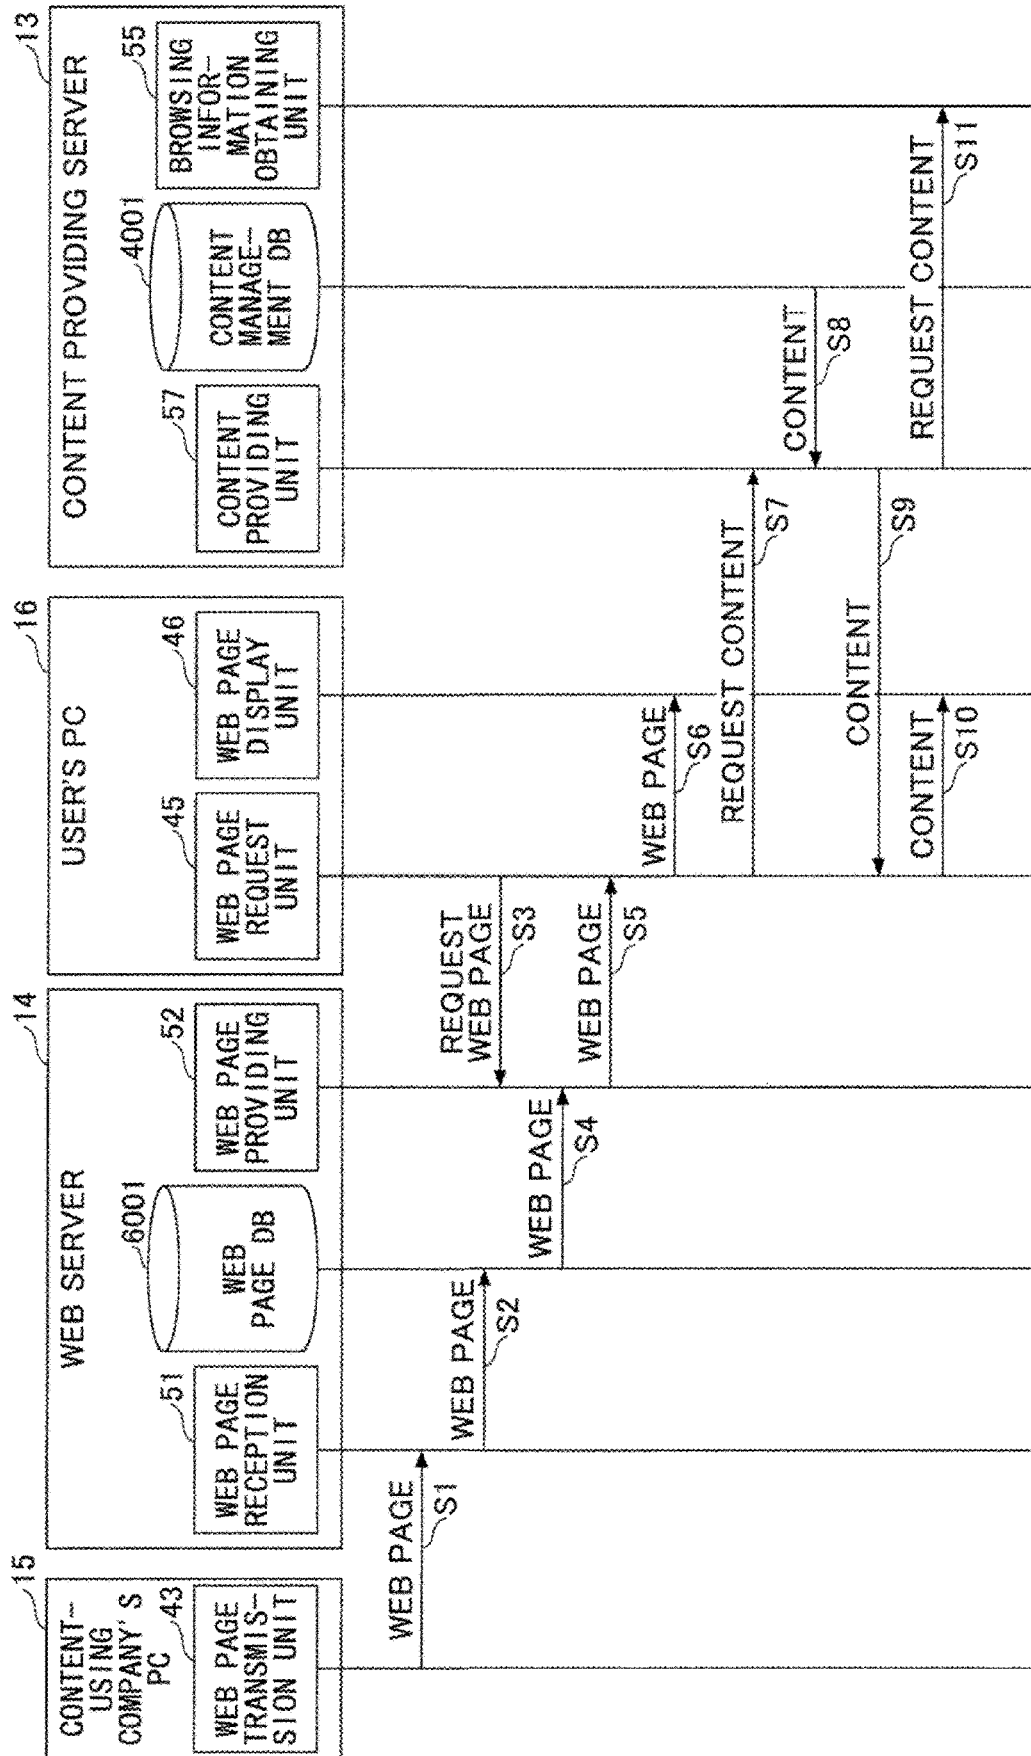 CONTENT-
USING
COMPANY'S
PC
15
WEB PAGE
TRANSMIS-
SION UNIT
43
WEB SERVER
14
WEB PAGE
RECEPTION
UNIT
51
WEB
PAGE DB
6001
WEB PAGE
PROVIDING
UNIT
52
USER'S PC
16
WEB PAGE
REQUEST
UNIT
45
WEB PAGE
DISPLAY
UNIT
46
CONTENT PROVIDING SERVER
13
CONTENT
PROVIDING
UNIT
57
CONTENT
MANAGE-
MENT DB
4001
BROWSING
INFOR-
MATION
OBTAINING
UNIT
55
WEB PAGE
S1
WEB PAGE
S2
REQUEST
WEB PAGE
S3
WEB PAGE
S4
WEB PAGE
S5
WEB PAGE
S6
REQUEST CONTENT
S7
CONTENT
S8
CONTENT
S9
CONTENT
S10
REQUEST CONTENT
S11